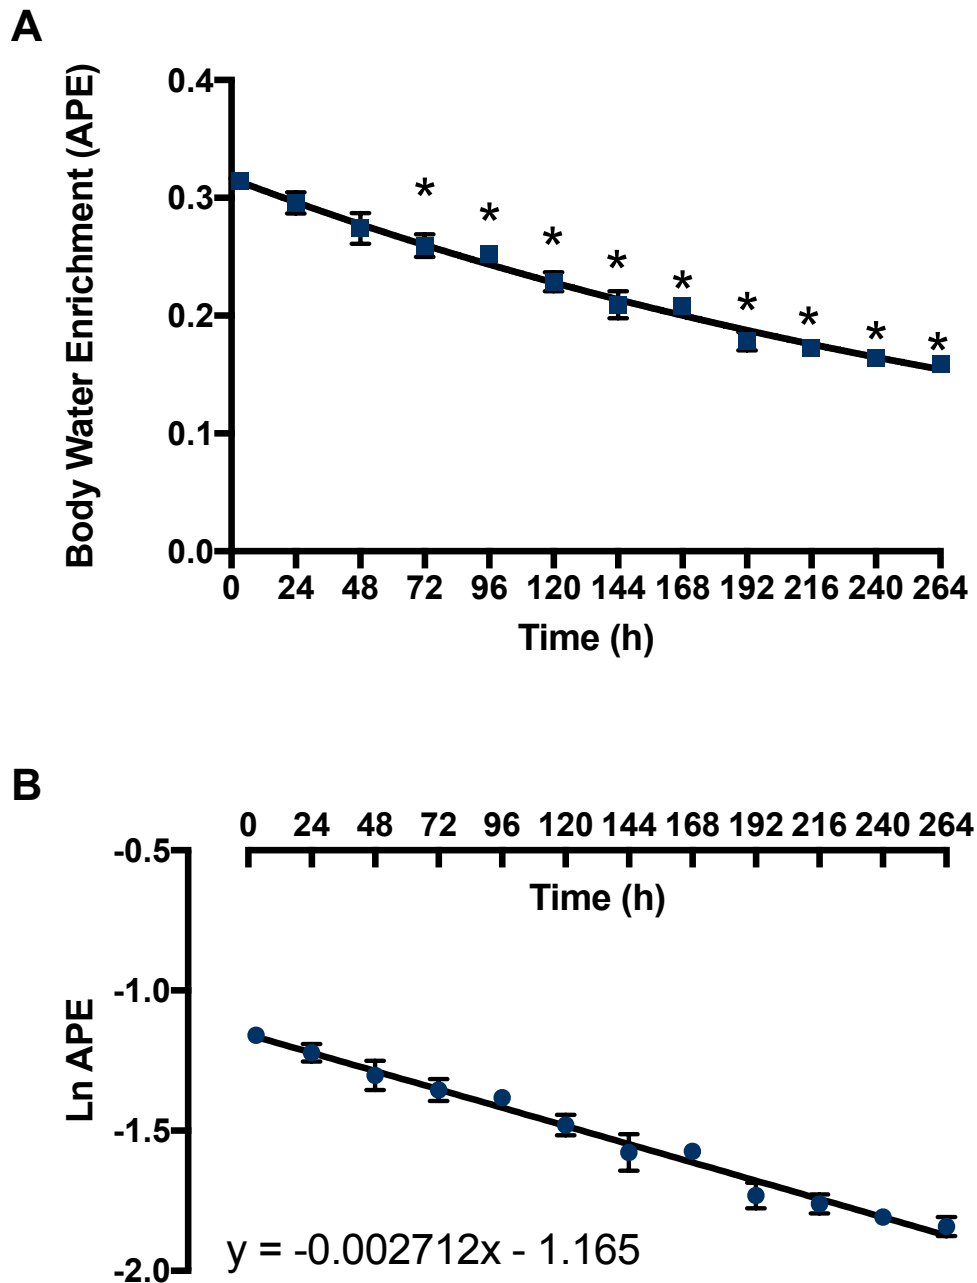 A
Body Water Enrichment (APE)
0.4
0.3
0.2
0.1
0.0
* * * * * * * * *
0 24 48 72 96 120 144 168 192 216 240 264
Time (h)
B
0 24 48 72 96 120 144 168 192 216 240 264
Time (h)
Ln APE
-0.5
-1.0
-1.5
-2.0
y = -0.002712x - 1.165